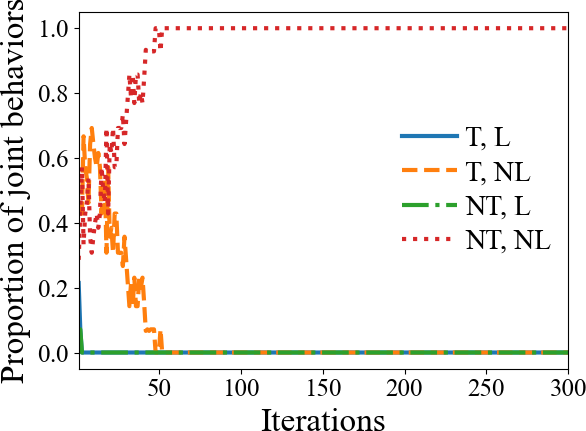 Proportion of joint behaviors
1.0
0.8
0.6
0.4
0.2
0.0
T, L
T, NL
NT, L
NT, NL
50 100 150 200 250 300
Iterations